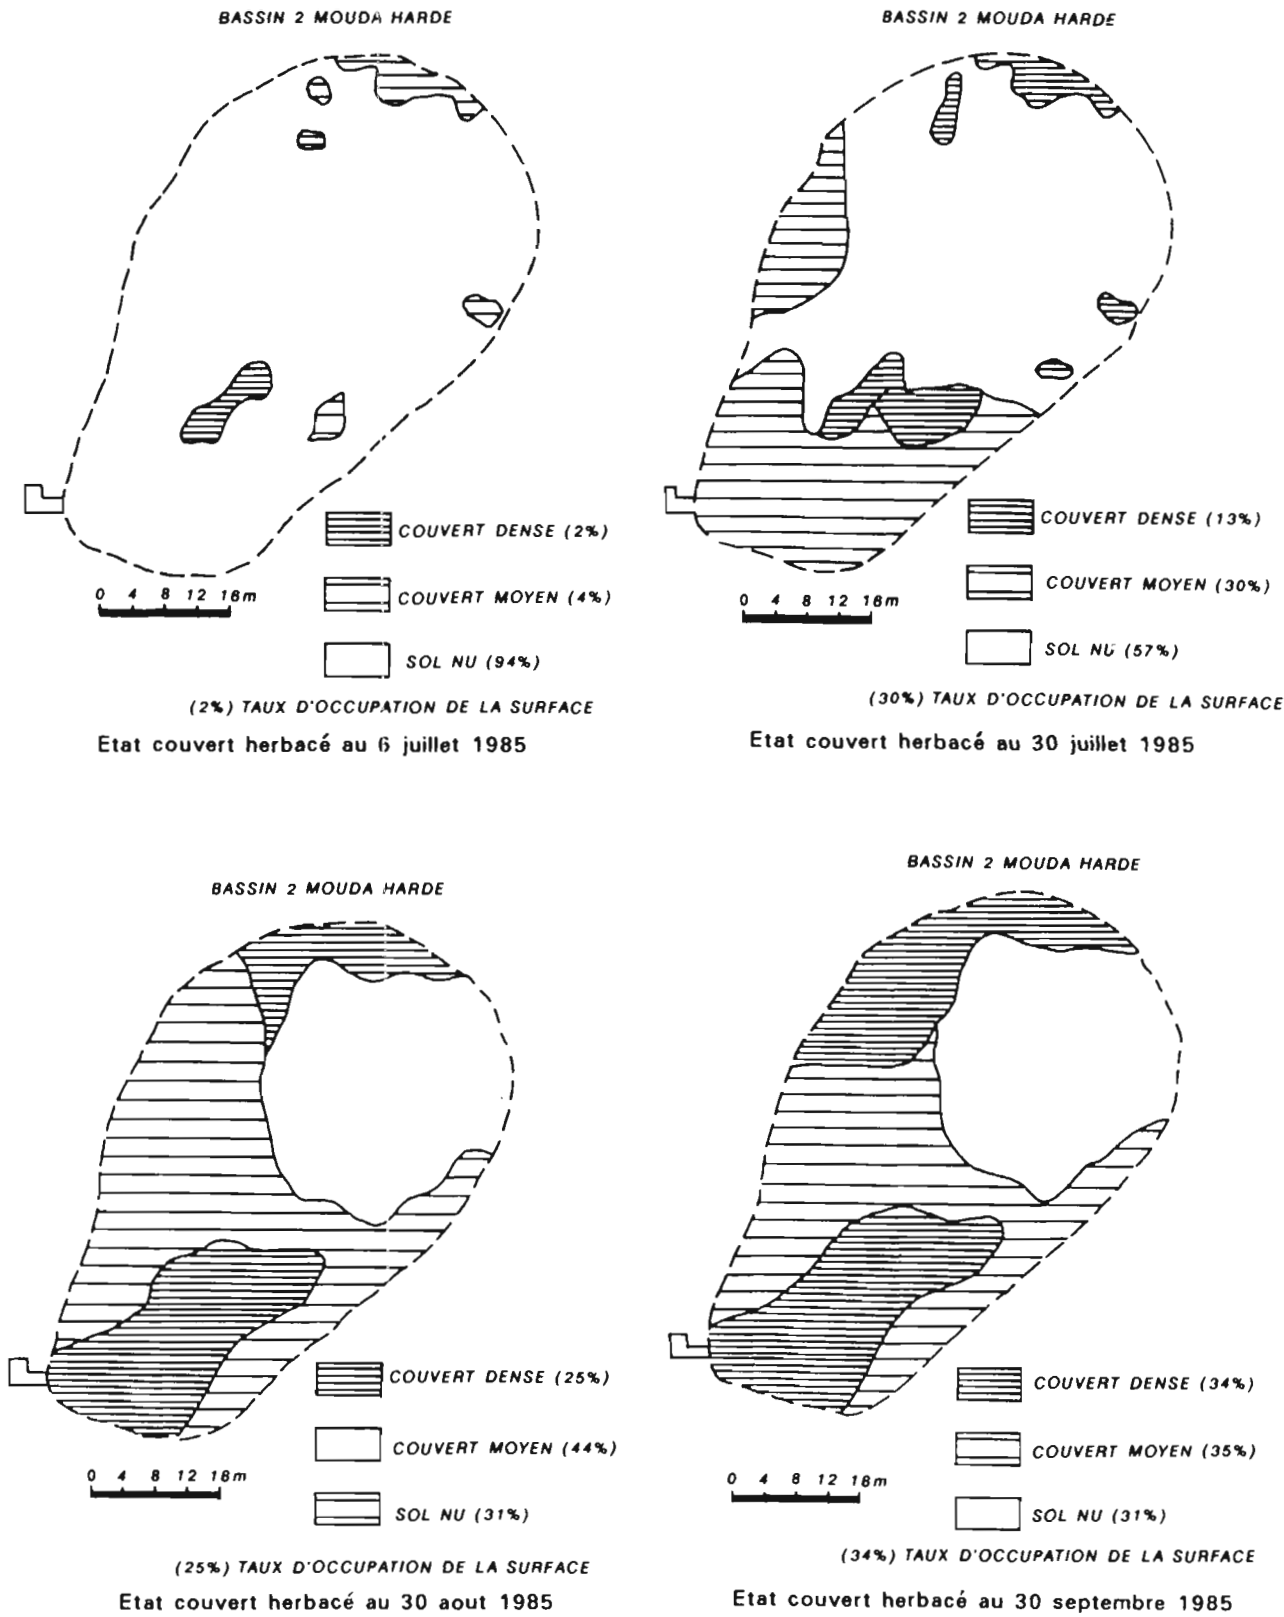 BASSIN 2 MOUDA HARDE
COUVERT DENSE (2%)
COUVERT MOYEN (4%)
SOL NU (94%)
0 4 8 12 16m
(2%) TAUX D'OCCUPATION DE LA SURFACE
Etat couvert herbacé au 6 juillet 1985
BASSIN 2 MOUDA HARDE
COUVERT DENSE (13%)
COUVERT MOYEN (30%)
SOL NU (57%)
0 4 8 12 16m
(30%) TAUX D'OCCUPATION DE LA SURFACE
Etat couvert herbacé au 30 juillet 1985
BASSIN 2 MOUDA HARDE
COUVERT DENSE (25%)
COUVERT MOYEN (44%)
SOL NU (31%)
0 4 8 12 16m
(25%) TAUX D'OCCUPATION DE LA SURFACE
Etat couvert herbacé au 30 aout 1985
BASSIN 2 MOUDA HARDE
COUVERT DENSE (34%)
COUVERT MOYEN (35%)
SOL NU (31%)
0 4 8 12 16m
(34%) TAUX D'OCCUPATION DE LA SURFACE
Etat couvert herbacé au 30 septembre 1985